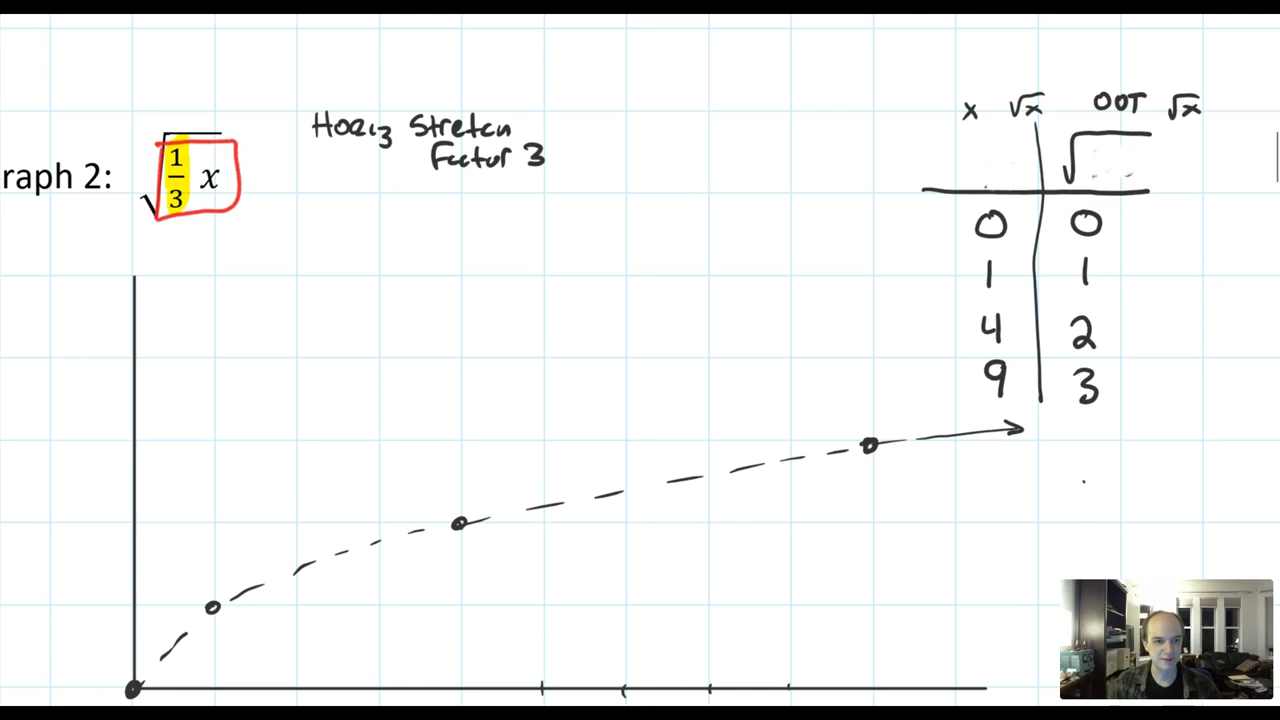 x √x OOT √x
Horiz Stretch
Factor 3
raph 2: √(1/3 x)
√
0 0
1 1
4 2
9 3